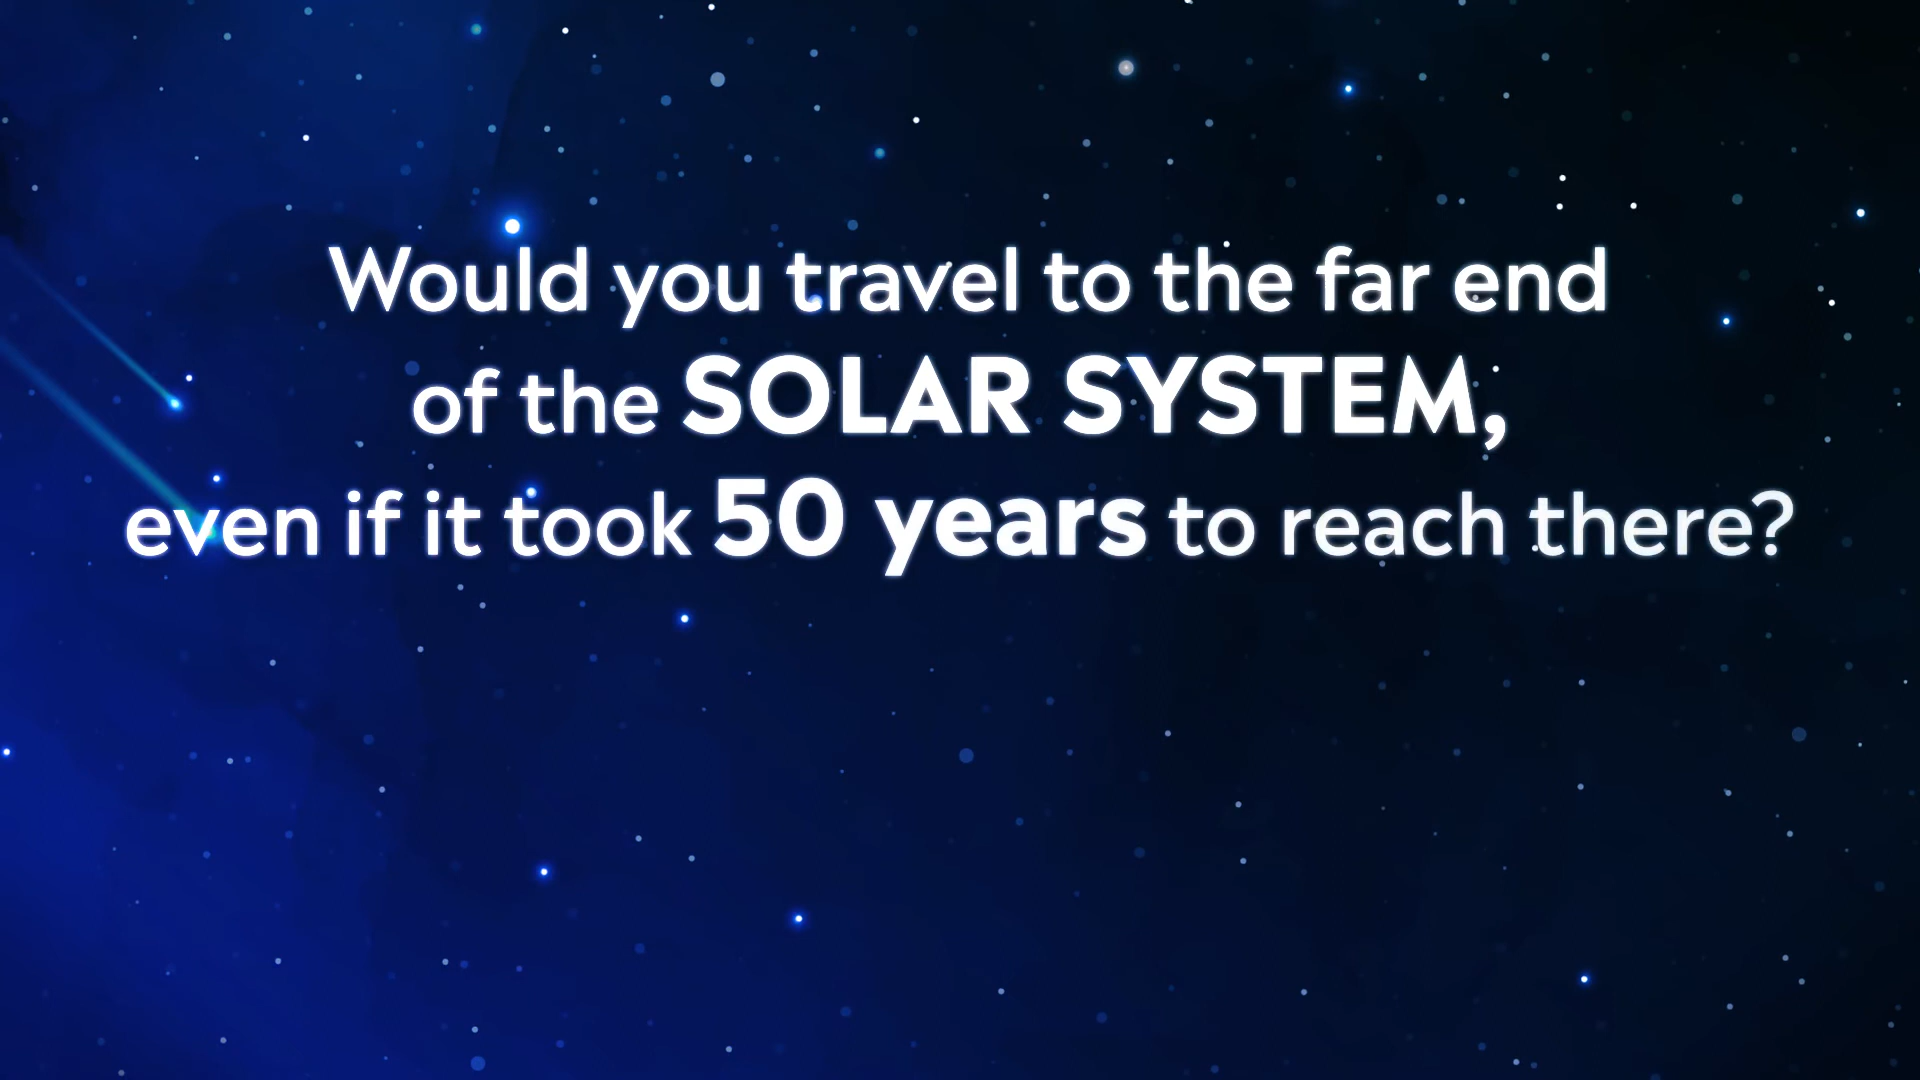 Would you travel to the far end
of the SOLAR SYSTEM,
even if it took 50 years to reach there?